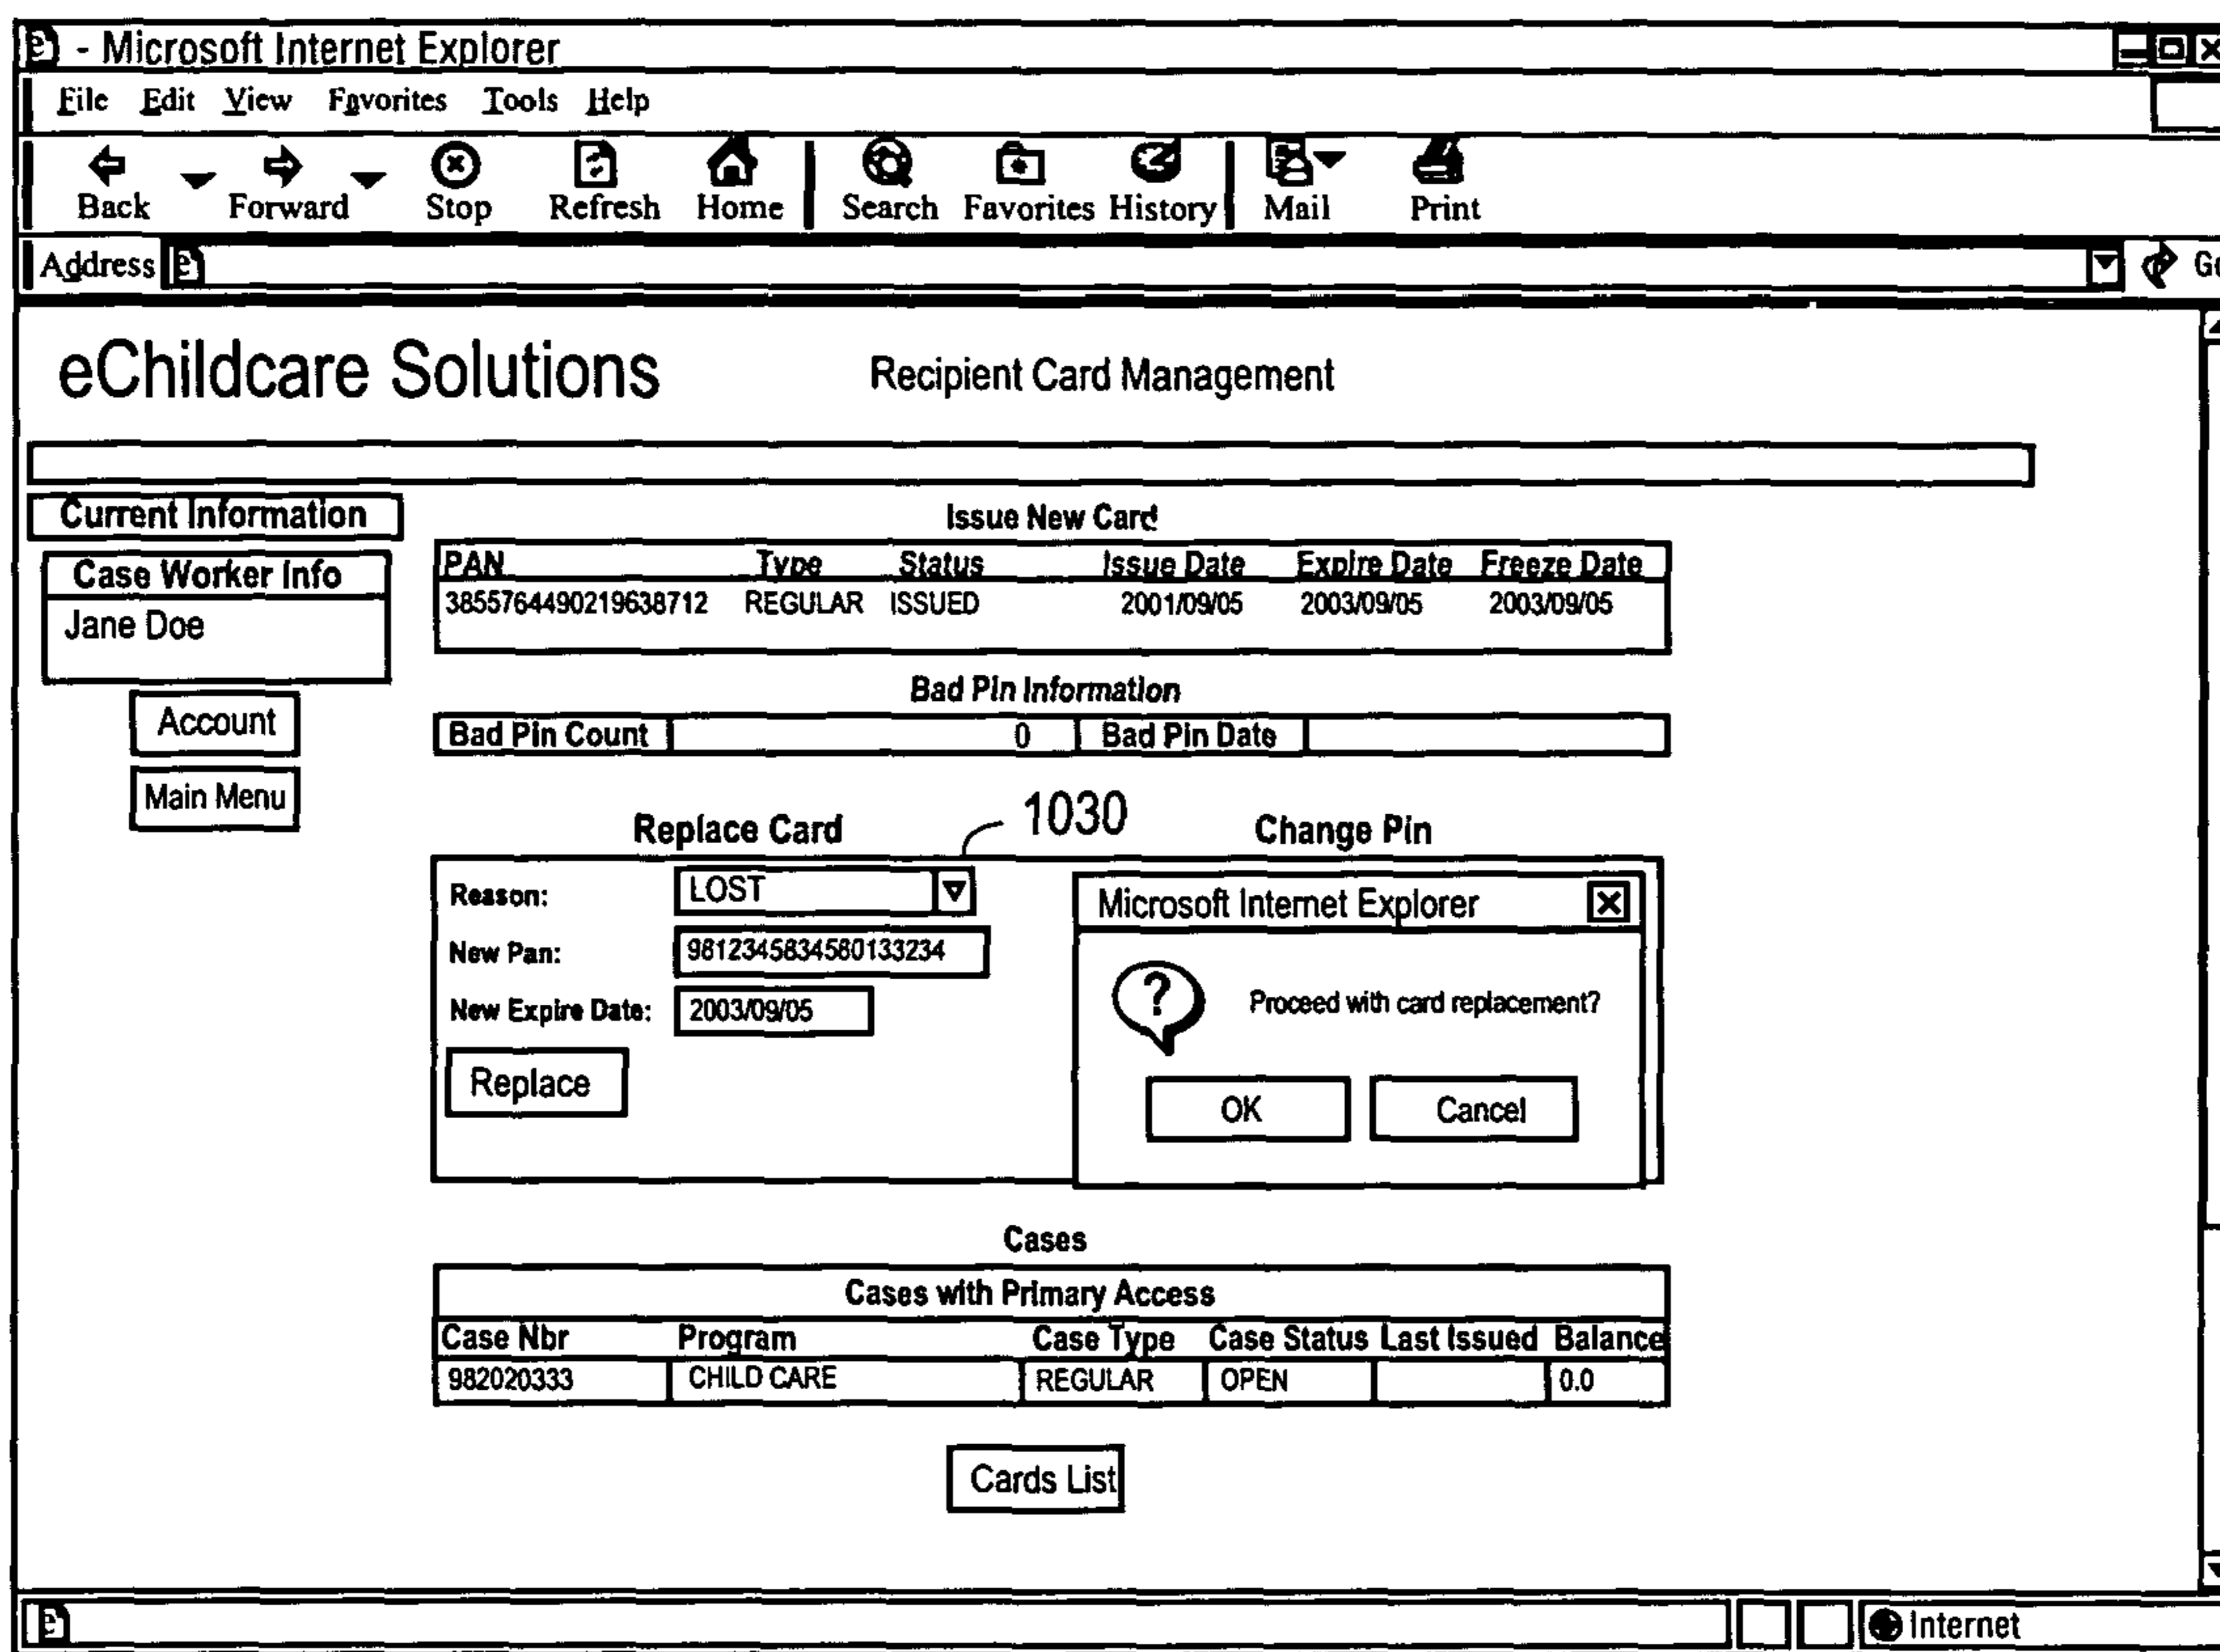 - Microsoft Internet Explorer
File Edit View Favorites Tools Help
Back Forward Stop Refresh Home Search Favorites History Mail Print
Address Go
eChildcare Solutions Recipient Card Management
Current Information
Case Worker Info
Jane Doe
Account
Main Menu
Issue New Card
PAN Type Status Issue Date Expire Date Freeze Date
3855764490219638712 REGULAR ISSUED 2001/09/05 2003/09/05 2003/09/05
Bad Pin Information
Bad Pin Count 0 Bad Pin Date
Replace Card 1030 Change Pin
Reason: LOST
New Pan: 9812345834580133234
New Expire Date: 2003/09/05
Replace
Microsoft Internet Explorer
? Proceed with card replacement?
OK Cancel
Cases
Cases with Primary Access
Case Nbr Program Case Type Case Status Last Issued Balance
982020333 CHILD CARE REGULAR OPEN 0.0
Cards List
Internet